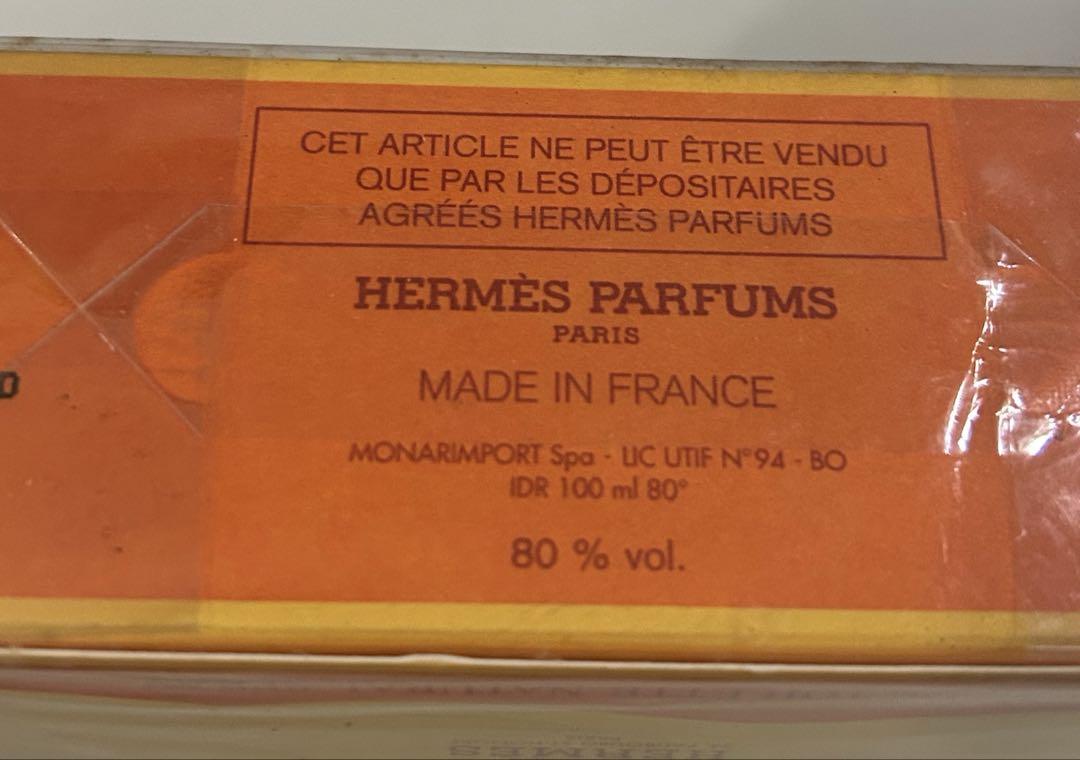 CET ARTICLE NE PEUT ÊTRE VENDU
QUE PAR LES DÉPOSITAIRES
AGRÉÉS HERMÈS PARFUMS
HERMÈS PARFUMS
PARIS
MADE IN FRANCE
MONARIMPORT Spa - LIC UTIF N°94 - BO
IDR 100 ml 80°
80 % vol.
HERMÈS